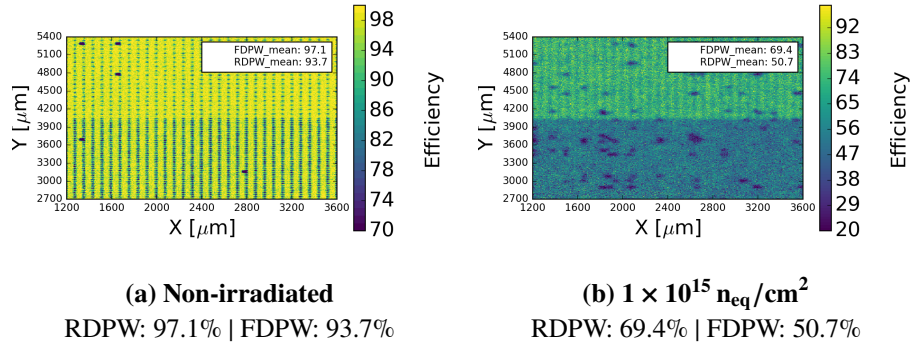 FDPW_mean: 97.1
RDPW_mean: 93.7
5400
5100
4800
4500
4200
3900
3600
3300
3000
2700
Y [μm]
1200 1600 2000 2400 2800 3200 3600
X [μm]
98
94
90
86
82
78
74
70
Efficiency
FDPW_mean: 69.4
RDPW_mean: 50.7
5400
5100
4800
4500
4200
3900
3600
3300
3000
2700
Y [μm]
1200 1600 2000 2400 2800 3200 3600
X [μm]
92
83
74
65
56
47
38
29
20
Efficiency
(a) Non-irradiated
RDPW: 97.1% | FDPW: 93.7%
(b) 1 × 10¹⁵ n_eq/cm²
RDPW: 69.4% | FDPW: 50.7%